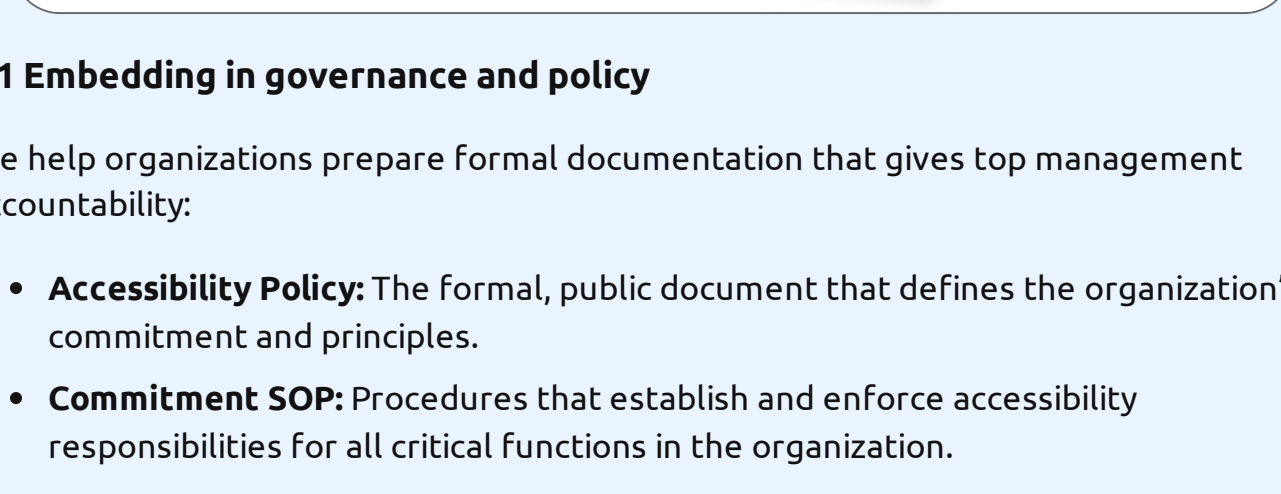 1 Embedding in governance and policy
e help organizations prepare formal documentation that gives top management
countability:
• Accessibility Policy: The formal, public document that defines the organization'
commitment and principles.
• Commitment SOP: Procedures that establish and enforce accessibility
responsibilities for all critical functions in the organization.